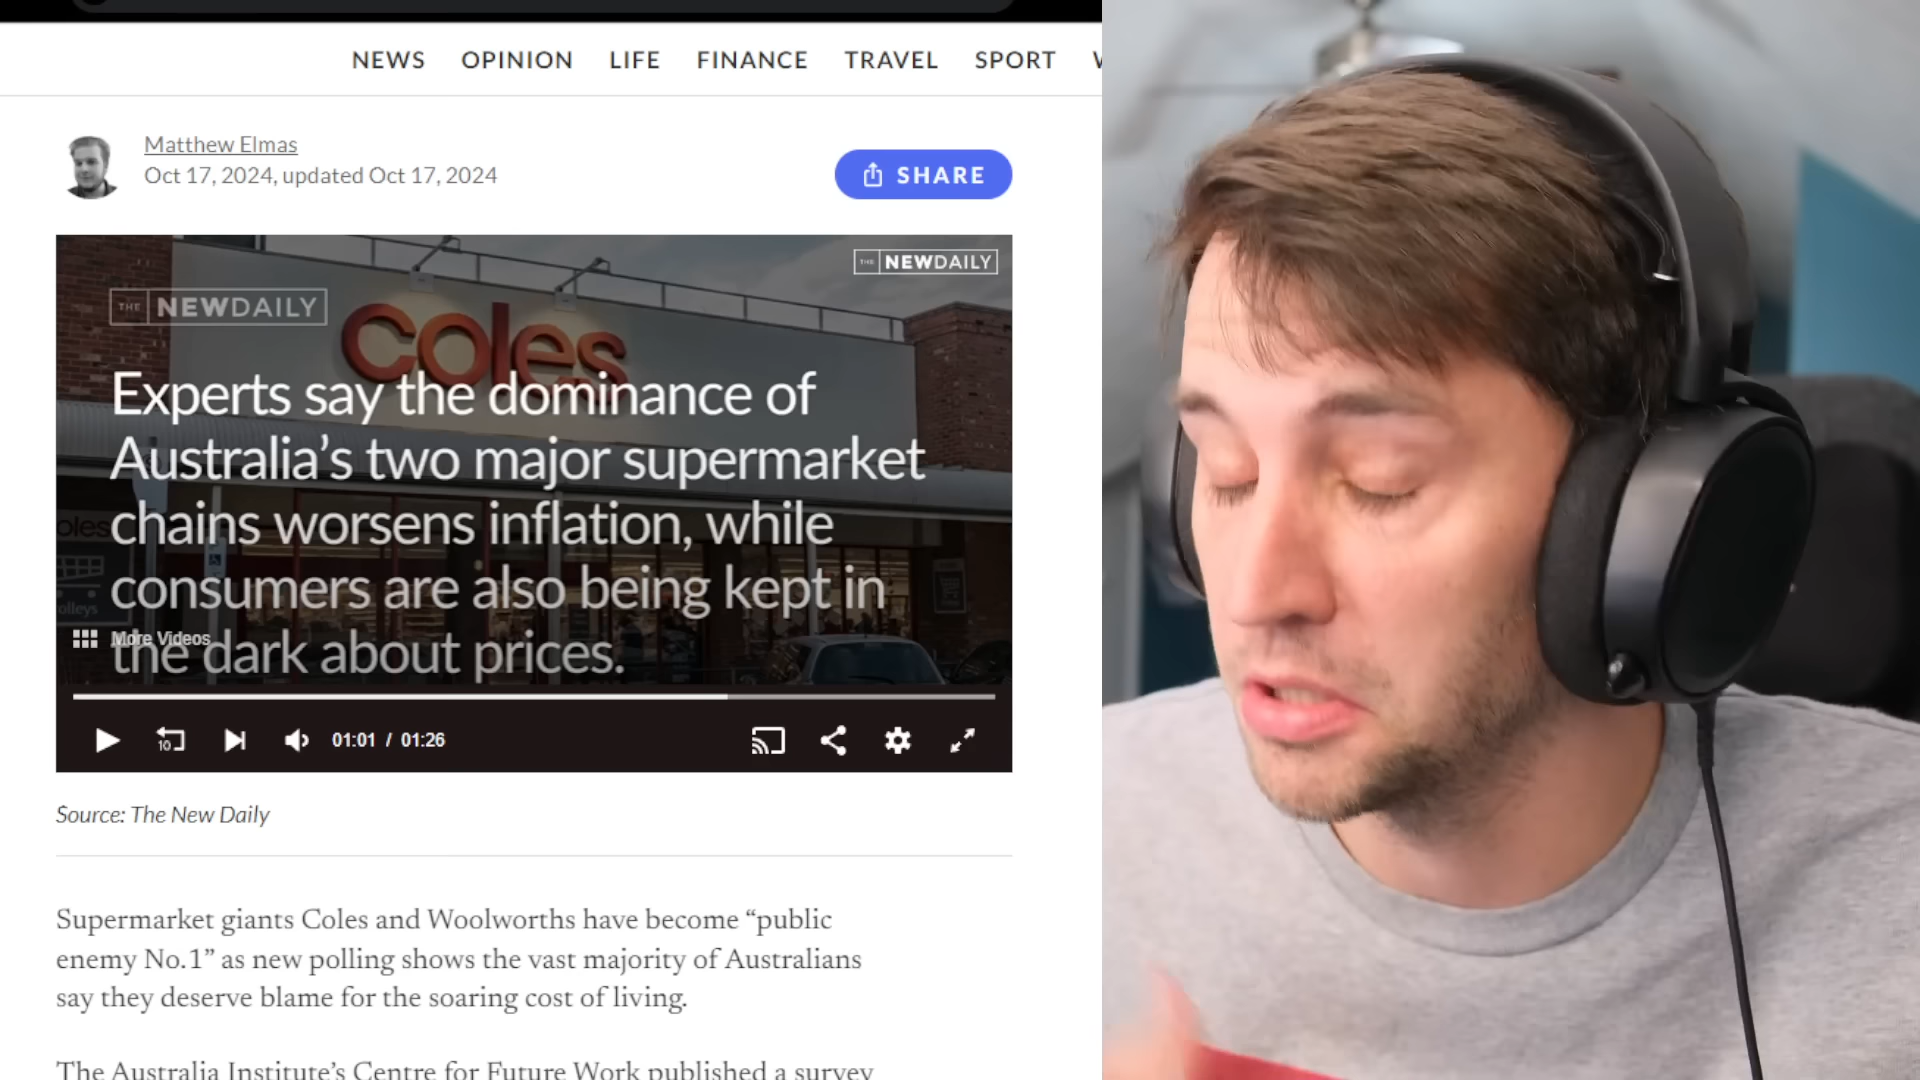 NEWS OPINION LIFE FINANCE TRAVEL SPORT
Matthew Elmas
Oct 17, 2024, updated Oct 17, 2024
SHARE
THE NEWDAILY
THE NEWDAILY
coles
Experts say the dominance of
Australia’s two major supermarket
chains worsens inflation, while
consumers are also being kept in
the dark about prices.
oles
rolleys
More Videos
10
01:01 / 01:26
Source: The New Daily
Supermarket giants Coles and Woolworths have become “public
enemy No.1” as new polling shows the vast majority of Australians
say they deserve blame for the soaring cost of living.
The Australia Institute’s Centre for Future Work published a survey